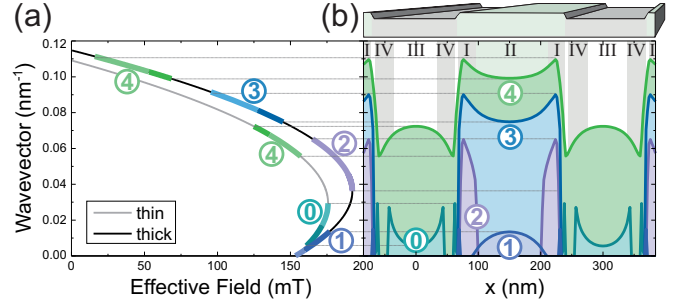 (a)
(b)
0.12
0.10
0.08
0.06
0.04
0.02
0.00
Wavevector (nm⁻¹)
4
3
4
2
0
1
thin
thick
0 50 100 150 200
Effective Field (mT)
I IV III IV I II I IV III IV I
4
3
2
0
1
0 100 200 300
x (nm)